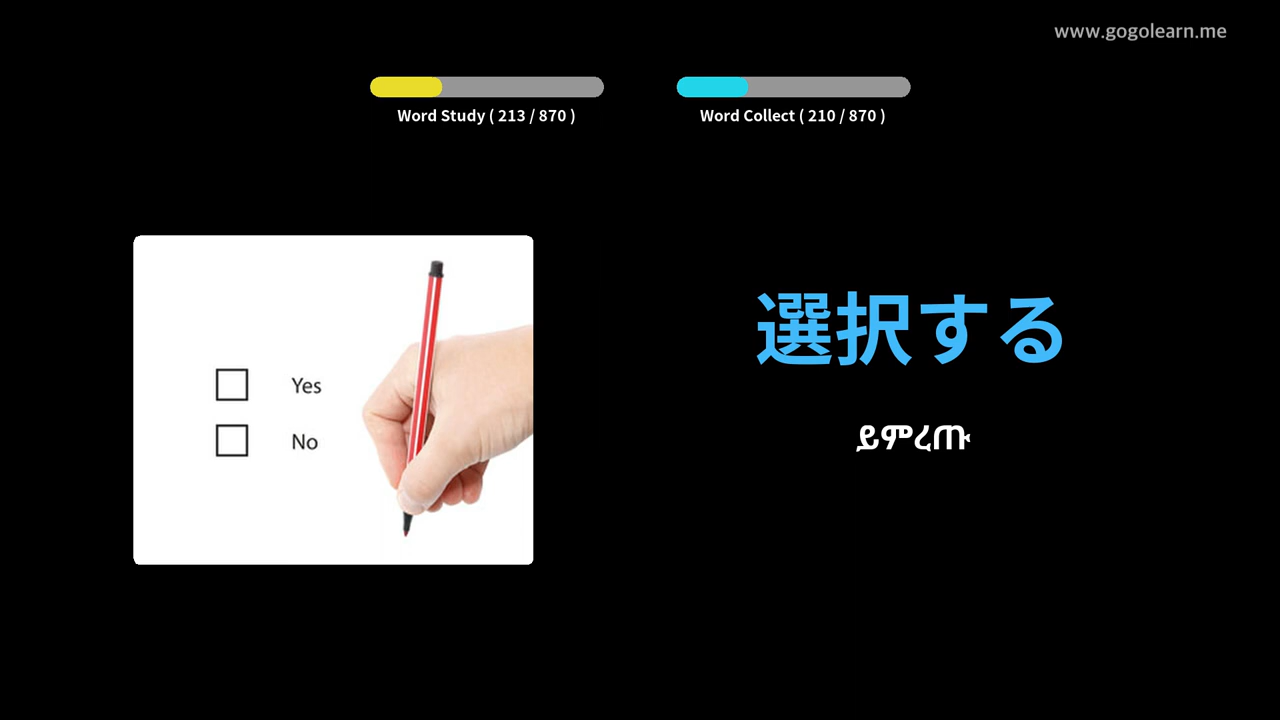 www.gogolearn.me
Word Study ( 213 / 870 )
Word Collect ( 210 / 870 )
Yes
No
選択する
ይምረጡ